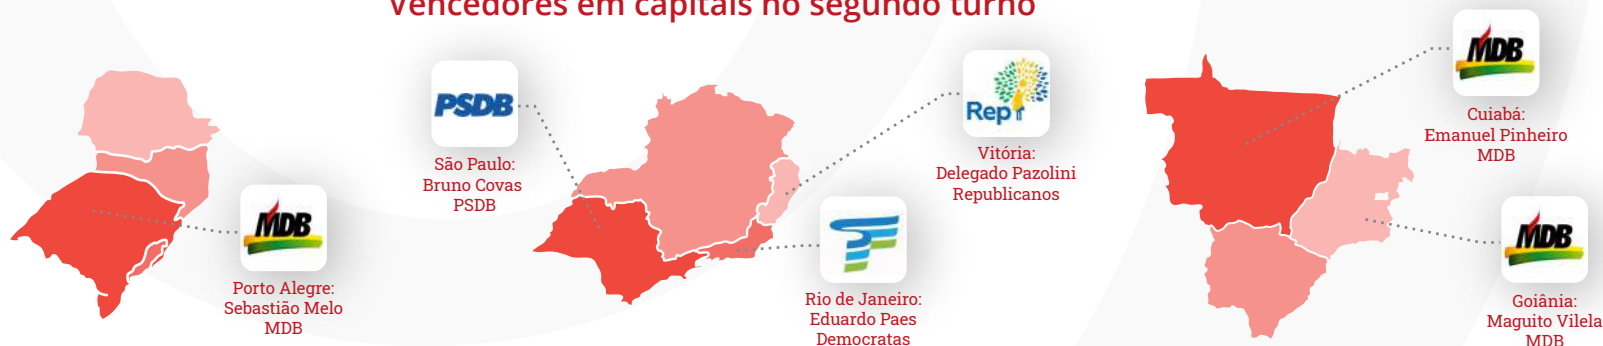 Vencedores em capitais no segundo turno
MDB
Porto Alegre:
Sebastião Melo
MDB
PSDB
São Paulo:
Bruno Covas
PSDB
Rep
Vitória:
Delegado Pazolini
Republicanos
Rio de Janeiro:
Eduardo Paes
Democratas
MDB
Cuiabá:
Emanuel Pinheiro
MDB
MDB
Goiânia:
Maguito Vilela
MDB